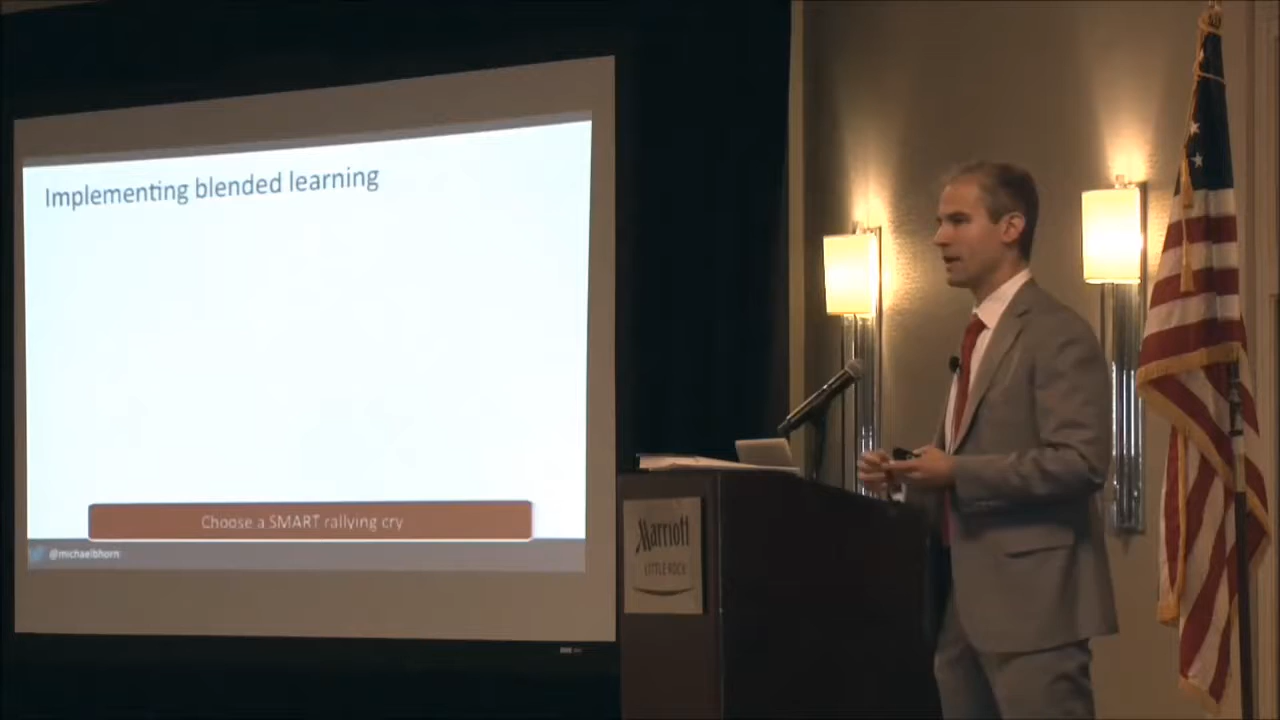 Implementing blended learning
Choose a SMART rallying cry
@michaelbhorn
Marriott
LITTLE ROCK